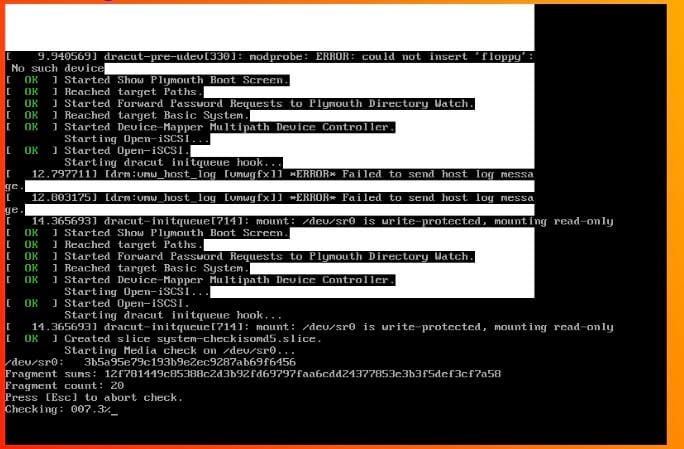 [    9.940569] dracut-pre-udev[330]: modprobe: ERROR: could not insert 'floppy':
 No such device
[  OK  ] Started Show Plymouth Boot Screen.
[  OK  ] Reached target Paths.
[  OK  ] Started Forward Password Requests to Plymouth Directory Watch.
[  OK  ] Reached target Basic System.
[  OK  ] Started Device-Mapper Multipath Device Controller.
         Starting Open-iSCSI...
[  OK  ] Started Open-iSCSI.
         Starting dracut initqueue hook...
[   12.797711] [drm:vmw_host_log [vmwgfx]] *ERROR* Failed to send host log messa
ge.
[   12.803175] [drm:vmw_host_log [vmwgfx]] *ERROR* Failed to send host log messa
ge.
[   14.365693] dracut-initqueue[714]: mount: /dev/sr0 is write-protected, mounting read-only
[  OK  ] Started Show Plymouth Boot Screen.
[  OK  ] Reached target Paths.
[  OK  ] Started Forward Password Requests to Plymouth Directory Watch.
[  OK  ] Reached target Basic System.
[  OK  ] Started Device-Mapper Multipath Device Controller.
         Starting Open-iSCSI...
[  OK  ] Started Open-iSCSI.
         Starting dracut initqueue hook...
[   14.365693] dracut-initqueue[714]: mount: /dev/sr0 is write-protected, mounting read-only
[  OK  ] Created slice system-checkisomd5.slice.
         Starting Media check on /dev/sr0...
/dev/sr0:   3b5a95e79c193b9e2ec9287ab69f6456
Fragment sums: 12f781449c85388c2d3b92fd69797faa6cdd24377853e3b3f5def3cf7a58
Fragment count: 20
Press [Esc] to abort check.
Checking: 007.3%_